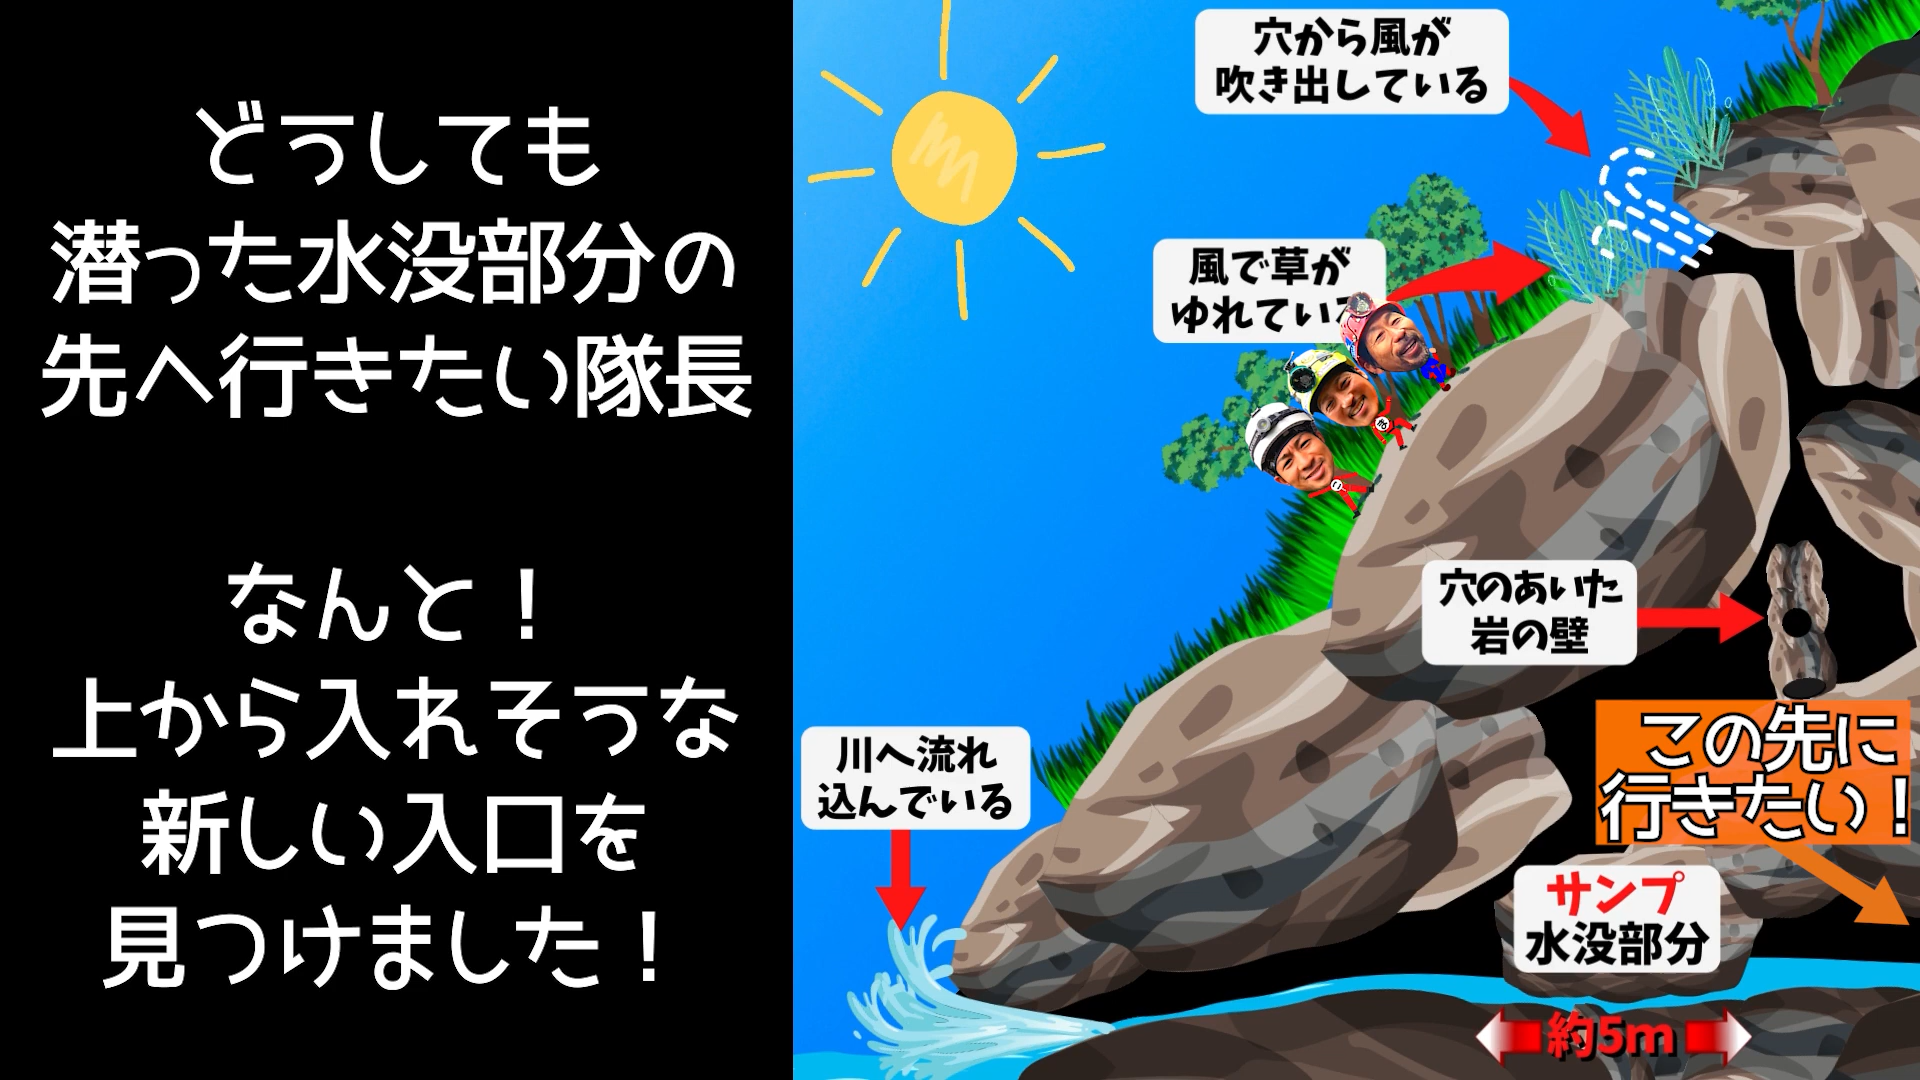 どうしても
潜った水没部分の
先へ行きたい隊長
なんと！
上から入れそうな
新しい入口を
見つけました！
穴から風が
吹き出している
風で草が
ゆれている
穴のあいた
岩の壁
この先に
行きたい！
川へ流れ
込んでいる
サンプ
水没部分
約5m